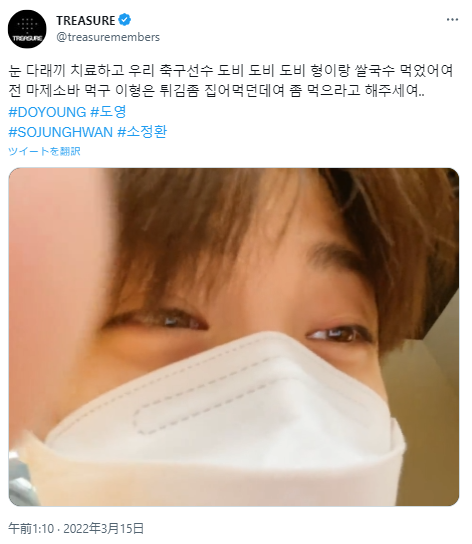 TREASURE
TREASURE
@treasuremembers
눈 다래끼 치료하고 우리 축구선수 도비 도비 도비 형이랑 쌀국수 먹었어여
전 마제소바 먹구 이형은 튀김좀 집어먹던데여 좀 먹으라고 해주세여..
#DOYOUNG #도영
#SOJUNGHWAN #소정환
ツイートを翻訳
午前1:10 · 2022年3月15日